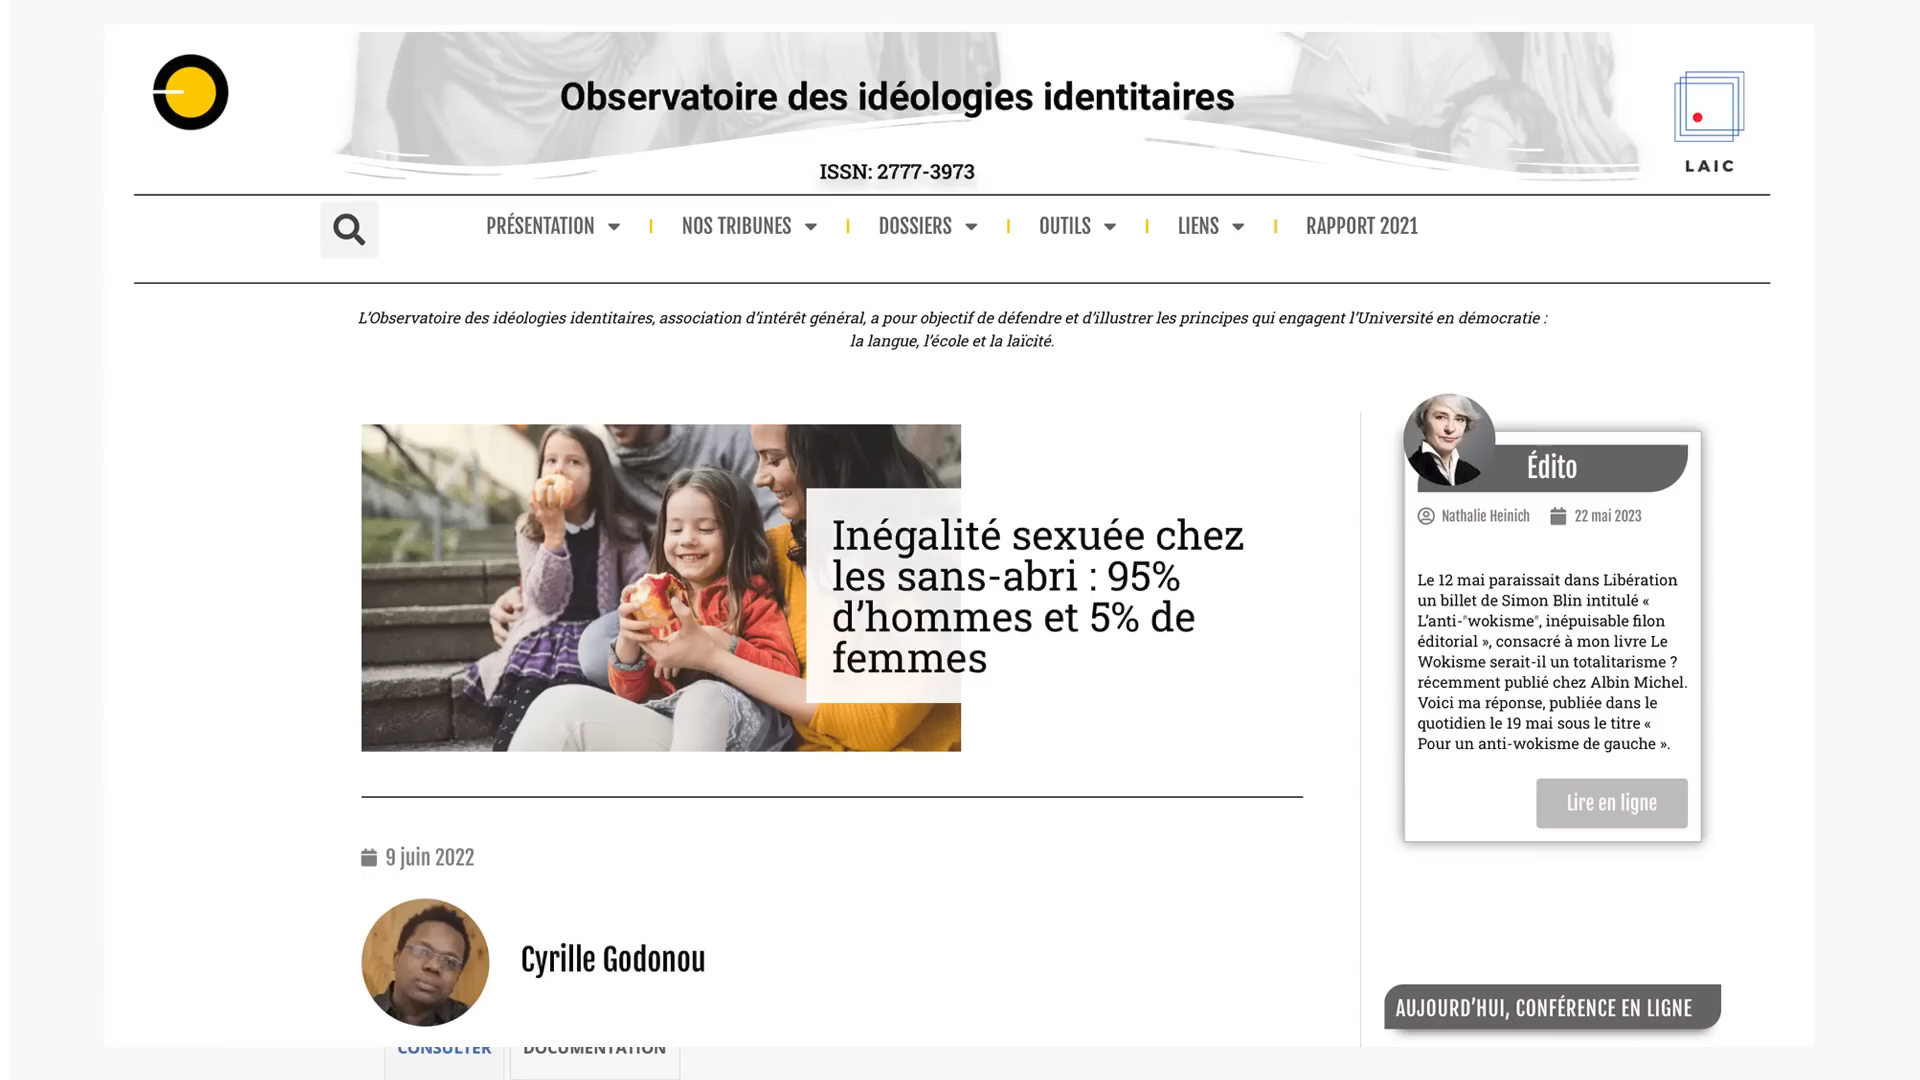 Observatoire des idéologies identitaires
ISSN: 2777-3973
LAIC
PRÉSENTATION
NOS TRIBUNES
DOSSIERS
OUTILS
LIENS
RAPPORT 2021
L'Observatoire des idéologies identitaires, association d'intérêt général, a pour objectif de défendre et d'illustrer les principes qui engagent l'Université en démocratie :
la langue, l'école et la laïcité.
Inégalité sexuée chez
les sans-abri : 95%
d'hommes et 5% de
femmes
9 juin 2022
Cyrille Godonou
Édito
Nathalie Heinich 22 mai 2023
Le 12 mai paraissait dans Libération
un billet de Simon Blin intitulé «
L'anti-"wokisme", inépuisable filon
éditorial », consacré à mon livre Le
Wokisme serait-il un totalitarisme ?
récemment publié chez Albin Michel.
Voici ma réponse, publiée dans le
quotidien le 19 mai sous le titre «
Pour un anti-wokisme de gauche ».
Lire en ligne
AUJOURD'HUI, CONFÉRENCE EN LIGNE
CONSULTER
DOCUMENTATION